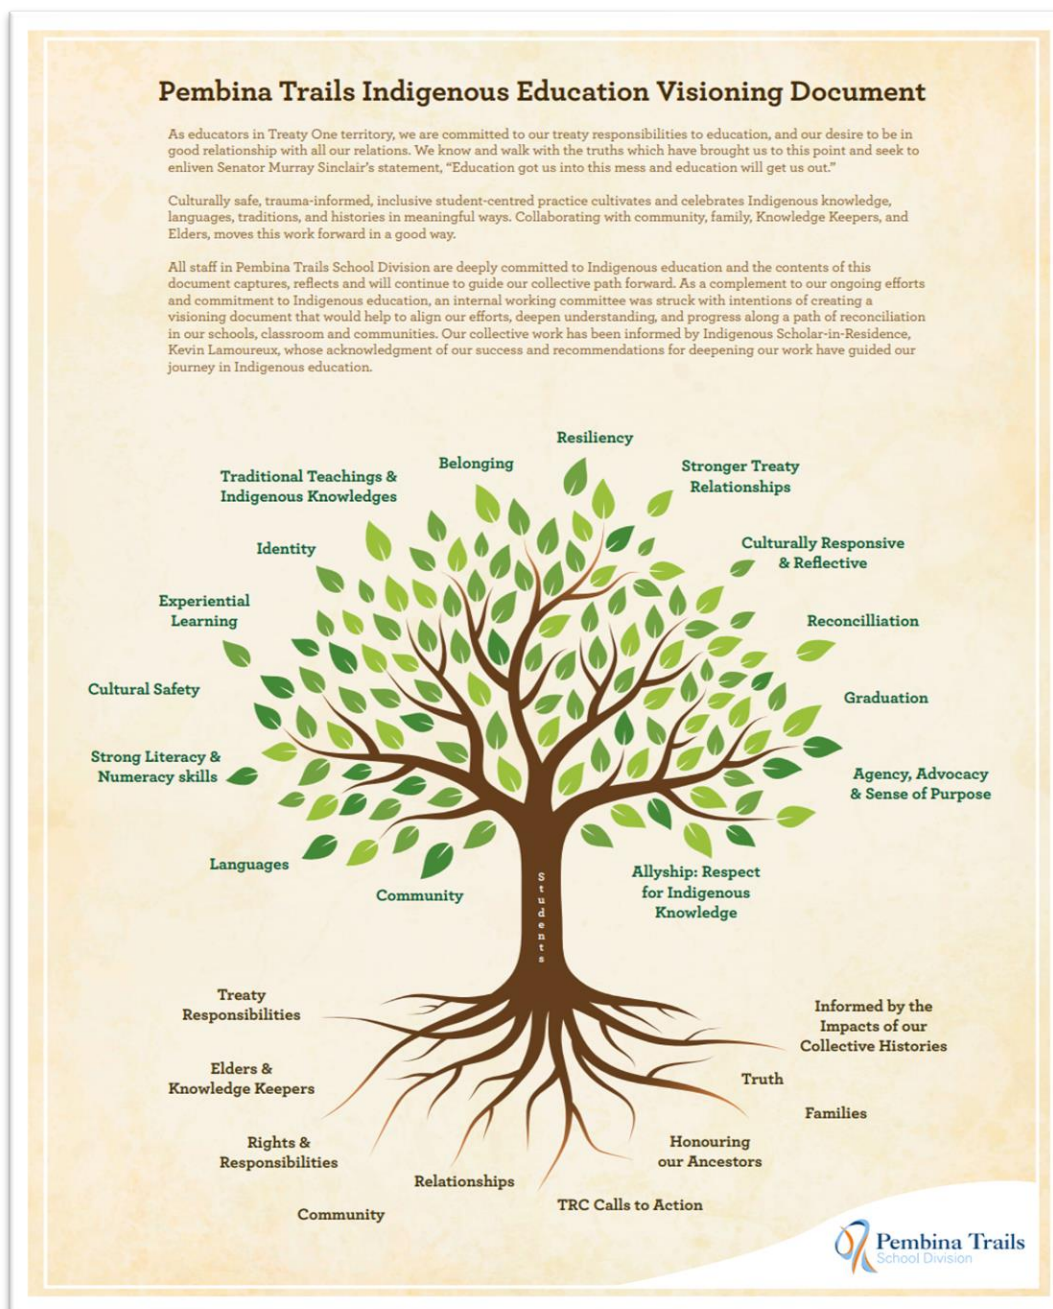 Pembina Trails Indigenous Education Visioning Document
As educators in Treaty One territory, we are committed to our treaty responsibilities to education, and our desire to be in
good relationship with all our relations. We know and walk with the truths which have brought us to this point and seek to
enliven Senator Murray Sinclair's statement, “Education got us into this mess and education will get us out.”
Culturally safe, trauma-informed, inclusive student-centred practice cultivates and celebrates Indigenous knowledge,
languages, traditions, and histories in meaningful ways. Collaborating with community, family, Knowledge Keepers, and
Elders, moves this work forward in a good way.
All staff in Pembina Trails School Division are deeply committed to Indigenous education and the contents of this
document captures, reflects and will continue to guide our collective path forward. As a complement to our ongoing efforts
and commitment to Indigenous education, an internal working committee was struck with intentions of creating a
visioning document that would help to align our efforts, deepen understanding, and progress along a path of reconciliation
in our schools, classroom and communities. Our collective work has been informed by Indigenous Scholar-in-Residence,
Kevin Lamoureux, whose acknowledgment of our success and recommendations for deepening our work have guided our
journey in Indigenous education.
Resiliency
Belonging
Stronger Treaty
Relationships
Traditional Teachings &
Indigenous Knowledges
Identity
Culturally Responsive
& Reflective
Experiential
Learning
Reconcilliation
Cultural Safety
Graduation
Strong Literacy &
Numeracy skills
Agency, Advocacy
& Sense of Purpose
Languages
Community
Allyship: Respect
for Indigenous
Knowledge
Students
Treaty
Responsibilities
Informed by the
Impacts of our
Collective Histories
Elders &
Knowledge Keepers
Truth
Families
Rights &
Responsibilities
Honouring
our Ancestors
Relationships
Community
TRC Calls to Action
Pembina Trails
School Division